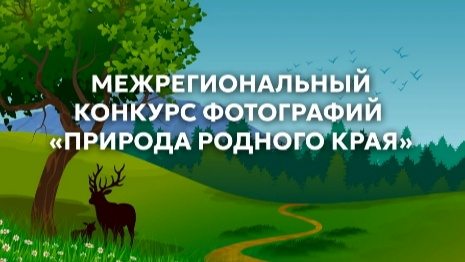 МЕЖРЕГИОНАЛЬНЫЙ
КОНКУРС ФОТОГРАФИЙ
«ПРИРОДА РОДНОГО КРАЯ»